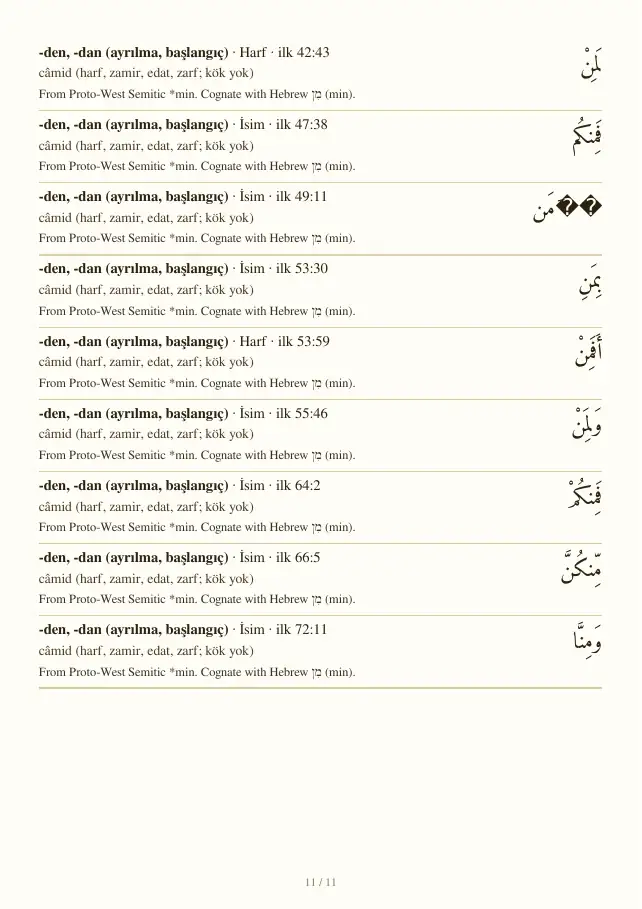 -den, -dan (ayrılma, başlangıç) · Harf · ilk 42:43 لَمِنْ
câmid (harf, zamir, edat, zarf; kök yok)
From Proto-West Semitic *min. Cognate with Hebrew מִן (min).
-den, -dan (ayrılma, başlangıç) · İsim · ilk 47:38 فَمِنكُم
câmid (harf, zamir, edat, zarf; kök yok)
From Proto-West Semitic *min. Cognate with Hebrew מִן (min).
-den, -dan (ayrılma, başlangıç) · İsim · ilk 49:11 ��مَن
câmid (harf, zamir, edat, zarf; kök yok)
From Proto-West Semitic *min. Cognate with Hebrew מִן (min).
-den, -dan (ayrılma, başlangıç) · İsim · ilk 53:30 بِمَنِ
câmid (harf, zamir, edat, zarf; kök yok)
From Proto-West Semitic *min. Cognate with Hebrew מִן (min).
-den, -dan (ayrılma, başlangıç) · Harf · ilk 53:59 أَفَمِنْ
câmid (harf, zamir, edat, zarf; kök yok)
From Proto-West Semitic *min. Cognate with Hebrew מִן (min).
-den, -dan (ayrılma, başlangıç) · İsim · ilk 55:46 وَلِمَنْ
câmid (harf, zamir, edat, zarf; kök yok)
From Proto-West Semitic *min. Cognate with Hebrew מִן (min).
-den, -dan (ayrılma, başlangıç) · İsim · ilk 64:2 فَمِنكُمْ
câmid (harf, zamir, edat, zarf; kök yok)
From Proto-West Semitic *min. Cognate with Hebrew מִן (min).
-den, -dan (ayrılma, başlangıç) · İsim · ilk 66:5 مِّنكُنَّ
câmid (harf, zamir, edat, zarf; kök yok)
From Proto-West Semitic *min. Cognate with Hebrew מִן (min).
-den, -dan (ayrılma, başlangıç) · İsim · ilk 72:11 وَمِنَّا
câmid (harf, zamir, edat, zarf; kök yok)
From Proto-West Semitic *min. Cognate with Hebrew מִן (min).
11 / 11